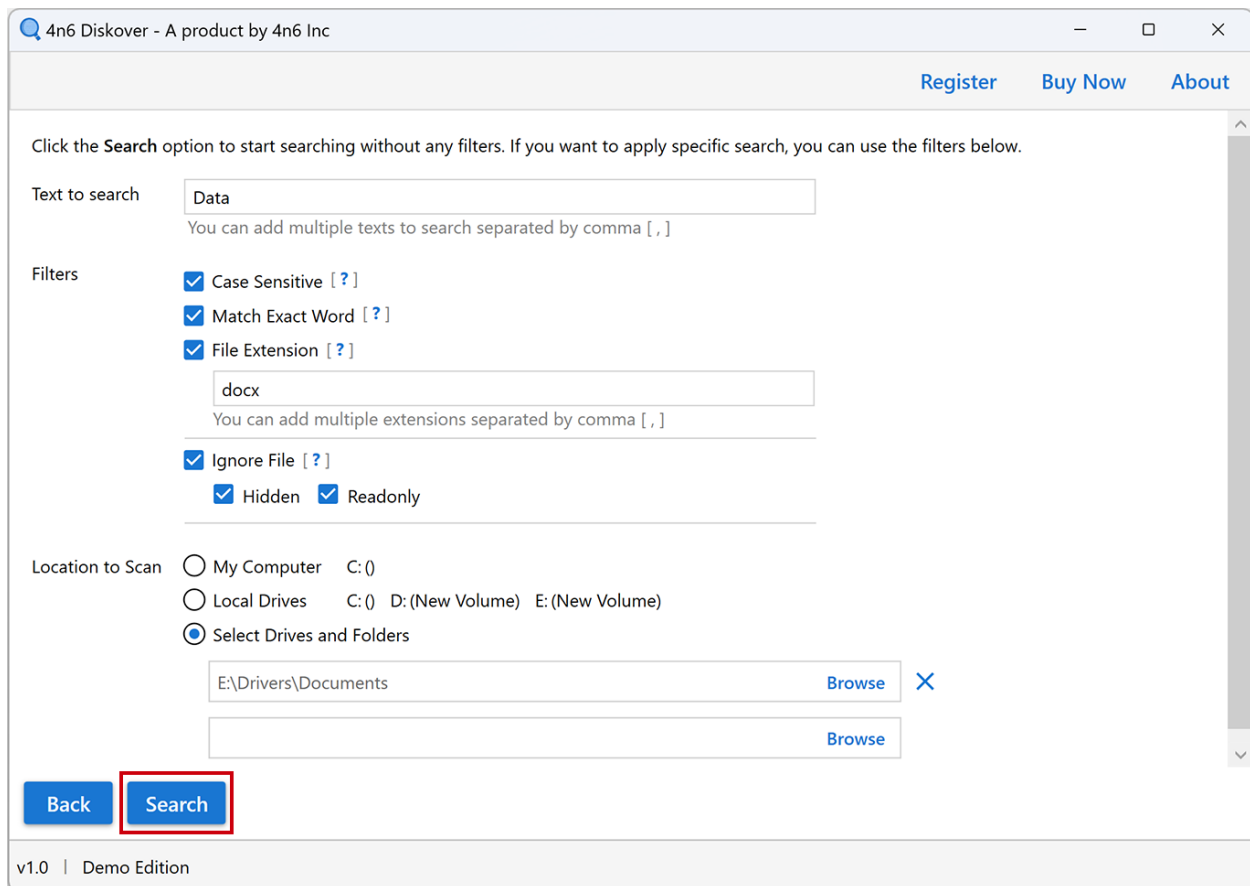 4n6 Diskover - A product by 4n6 Inc
Register Buy Now About
Click the Search option to start searching without any filters. If you want to apply specific search, you can use the filters below.
Text to search Data
You can add multiple texts to search separated by comma [ , ]
Filters Case Sensitive [ ? ]
Match Exact Word [ ? ]
File Extension [ ? ]
docx
You can add multiple extensions separated by comma [ , ]
Ignore File [ ? ]
Hidden Readonly
Location to Scan My Computer C: ()
Local Drives C: () D: (New Volume) E: (New Volume)
Select Drives and Folders
E:\Drivers\Documents Browse
Browse
Back Search
v1.0 | Demo Edition